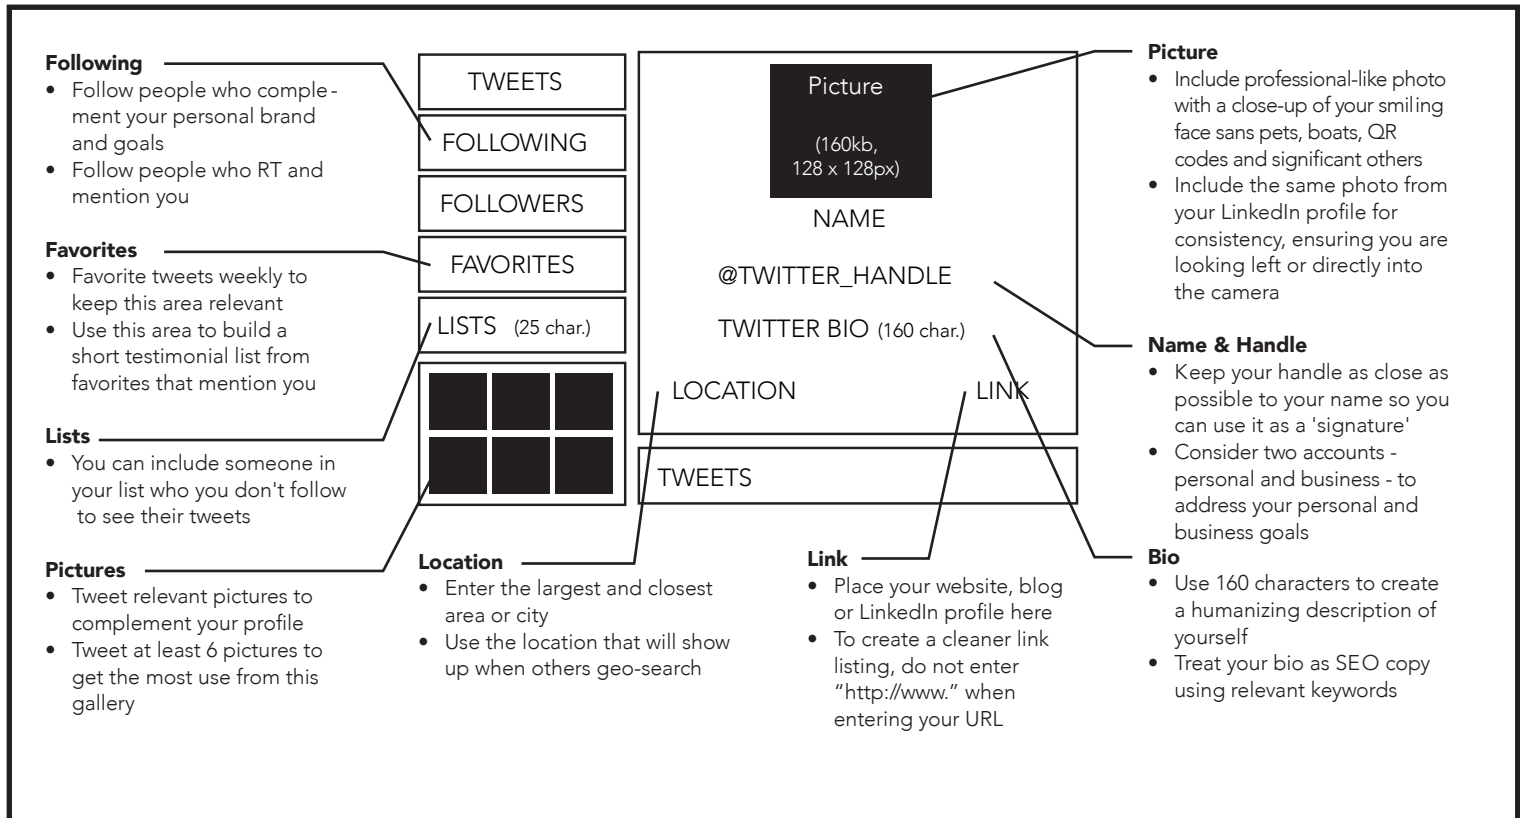 Following
• Follow people who comple-
ment your personal brand
and goals
• Follow people who RT and
mention you
Favorites
• Favorite tweets weekly to
keep this area relevant
• Use this area to build a
short testimonial list from
favorites that mention you
Lists
• You can include someone in
your list who you don't follow
to see their tweets
Pictures
• Tweet relevant pictures to
complement your profile
• Tweet at least 6 pictures to
get the most use from this
gallery
TWEETS
FOLLOWING
FOLLOWERS
FAVORITES
LISTS (25 char.)
Picture
(160kb,
128 x 128px)
NAME
@TWITTER_HANDLE
TWITTER BIO (160 char.)
LOCATION LINK
TWEETS
Location
• Enter the largest and closest
area or city
• Use the location that will show
up when others geo-search
Link
• Place your website, blog
or LinkedIn profile here
• To create a cleaner link
listing, do not enter
“http://www.” when
entering your URL
Picture
• Include professional-like photo
with a close-up of your smiling
face sans pets, boats, QR
codes and significant others
• Include the same photo from
your LinkedIn profile for
consistency, ensuring you are
looking left or directly into
the camera
Name & Handle
• Keep your handle as close as
possible to your name so you
can use it as a 'signature'
• Consider two accounts -
personal and business - to
address your personal and
business goals
Bio
• Use 160 characters to create
a humanizing description of
yourself
• Treat your bio as SEO copy
using relevant keywords